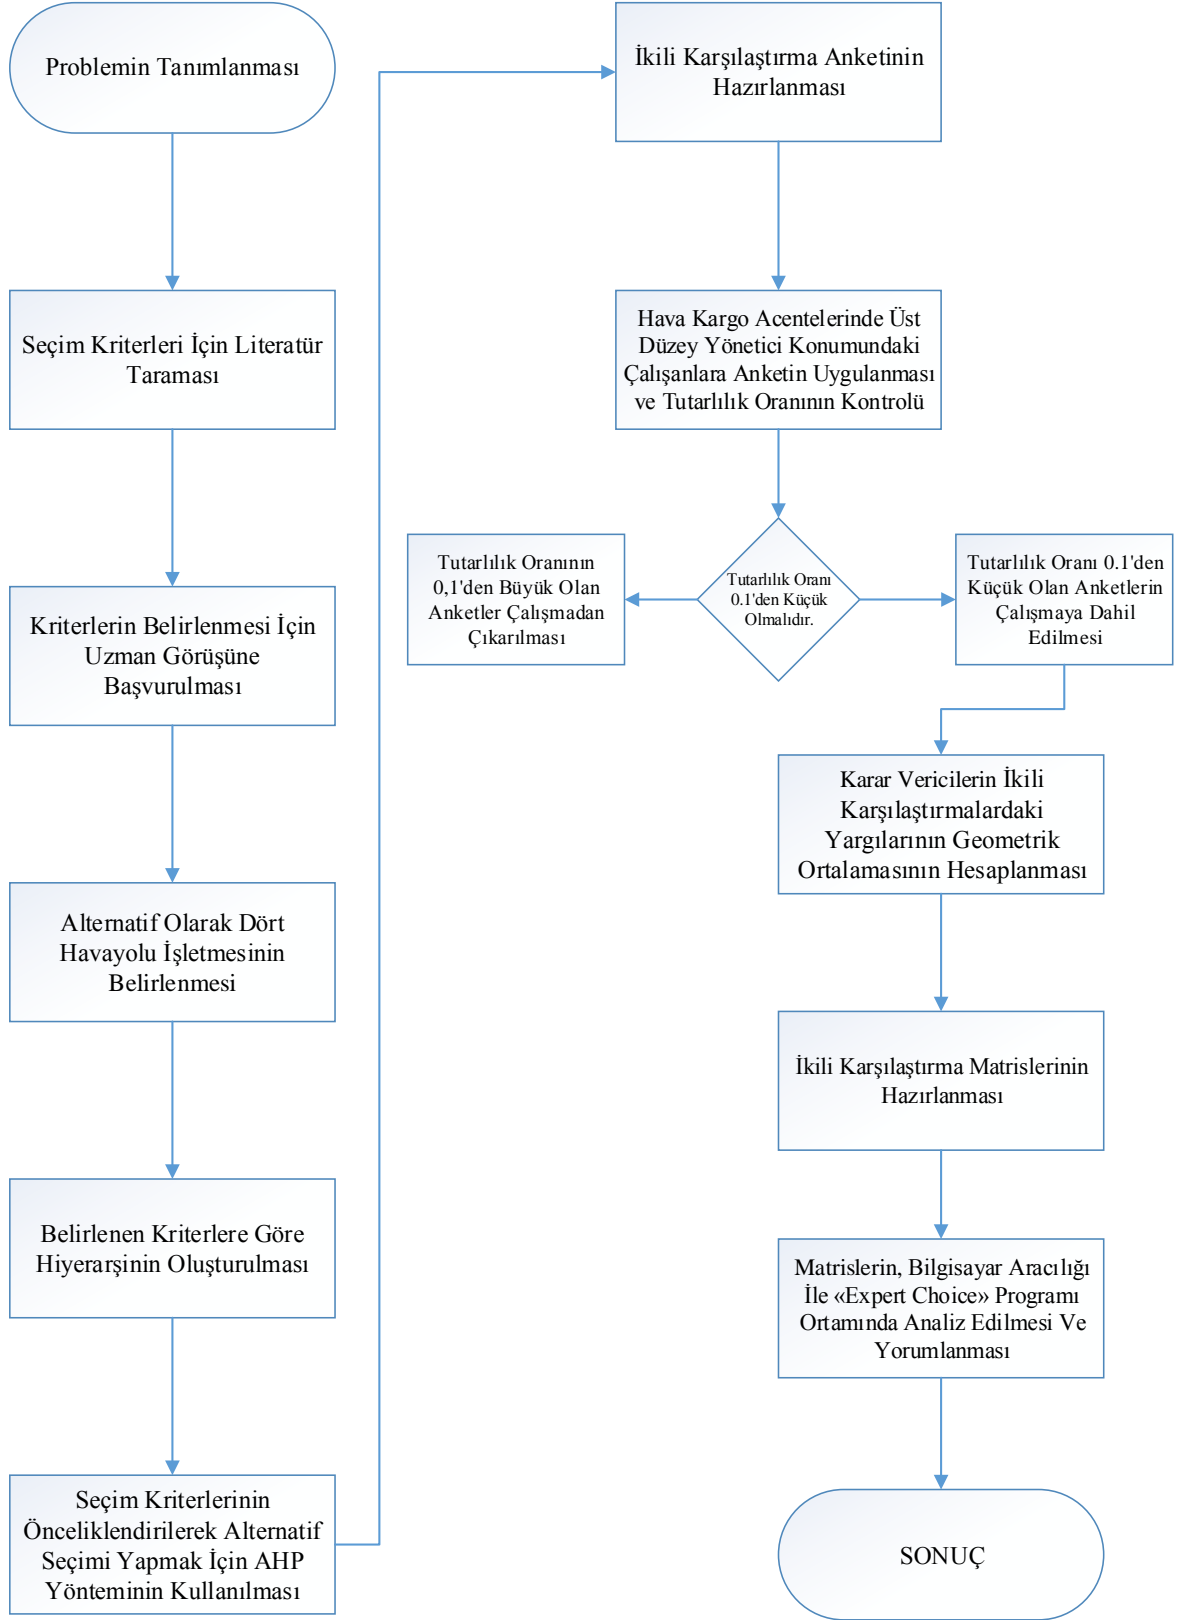 Problemin Tanımlanması
Seçim Kriterleri İçin Literatür
Taraması
Kriterlerin Belirlenmesi İçin
Uzman Görüşüne
Başvurulması
Alternatif Olarak Dört
Havayolu İşletmesinin
Belirlenmesi
Belirlenen Kriterlere Göre
Hiyerarşinin Oluşturulması
Seçim Kriterlerinin
Önceliklendirilerek Alternatif
Seçimi Yapmak İçin AHP
Yönteminin Kullanılması
İkili Karşılaştırma Anketinin
Hazırlanması
Hava Kargo Acentelerinde Üst
Düzey Yönetici Konumundaki
Çalışanlara Anketin Uygulanması
ve Tutarlılık Oranının Kontrolü
Tutarlılık Oranı
0.1'den Küçük
Olmalıdır.
Tutarlılık Oranının
0,1'den Büyük Olan
Anketler Çalışmadan
Çıkarılması
Tutarlılık Oranı 0.1'den
Küçük Olan Anketlerin
Çalışmaya Dahil
Edilmesi
Karar Vericilerin İkili
Karşılaştırmalardaki
Yargılarının Geometrik
Ortalamasının Hesaplanması
İkili Karşılaştırma Matrislerinin
Hazırlanması
Matrislerin, Bilgisayar Aracılığı
İle «Expert Choice» Programı
Ortamında Analiz Edilmesi Ve
Yorumlanması
SONUÇ